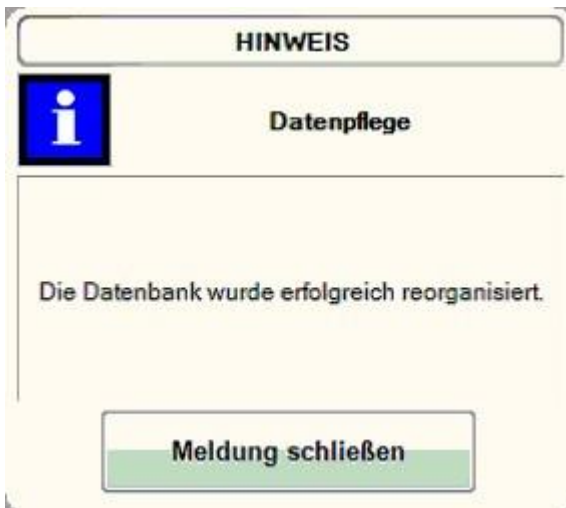 HINWEIS
i
Datenpflege
Die Datenbank wurde erfolgreich reorganisiert.
Meldung schließen